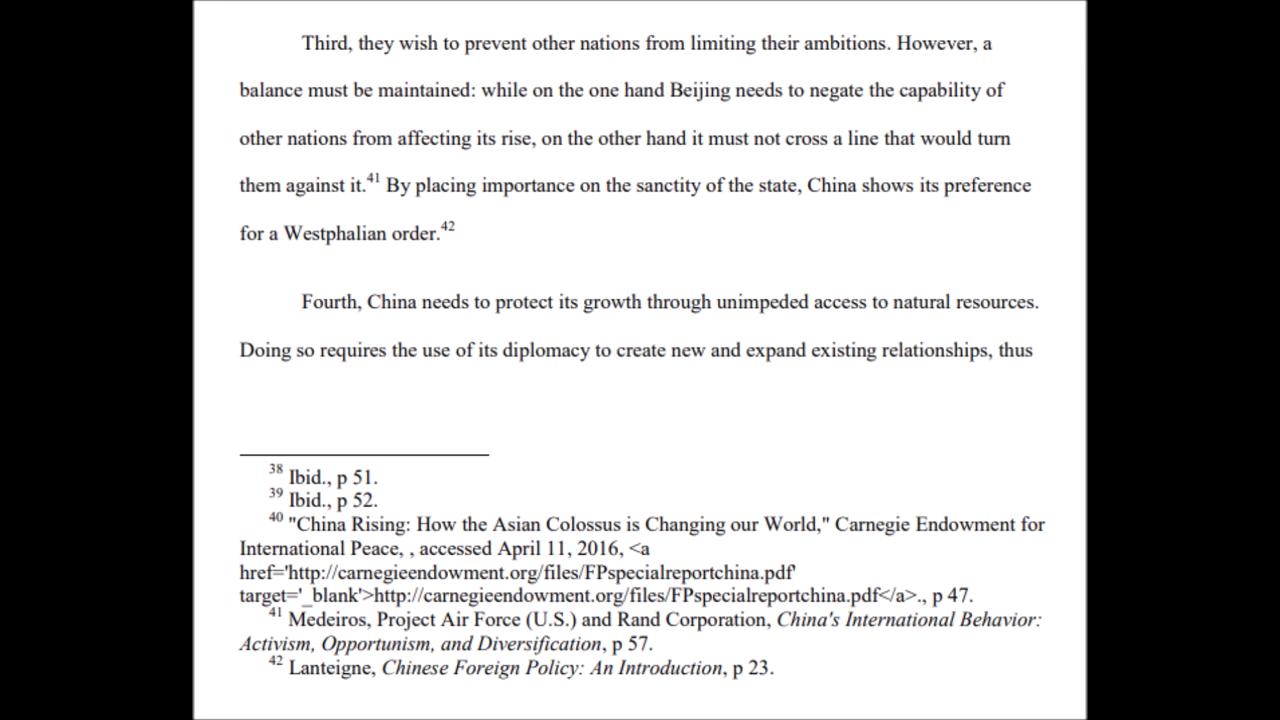 Third, they wish to prevent other nations from limiting their ambitions. However, a
balance must be maintained: while on the one hand Beijing needs to negate the capability of
other nations from affecting its rise, on the other hand it must not cross a line that would turn
them against it.41 By placing importance on the sanctity of the state, China shows its preference
for a Westphalian order.42
Fourth, China needs to protect its growth through unimpeded access to natural resources.
Doing so requires the use of its diplomacy to create new and expand existing relationships, thus
38 Ibid., p 51.
39 Ibid., p 52.
40 "China Rising: How the Asian Colossus is Changing our World," Carnegie Endowment for
International Peace, , accessed April 11, 2016, <a
href='http://carnegieendowment.org/files/FPspecialreportchina.pdf'
target='_blank'>http://carnegieendowment.org/files/FPspecialreportchina.pdf</a>., p 47.
41 Medeiros, Project Air Force (U.S.) and Rand Corporation, China's International Behavior:
Activism, Opportunism, and Diversification, p 57.
42 Lanteigne, Chinese Foreign Policy: An Introduction, p 23.